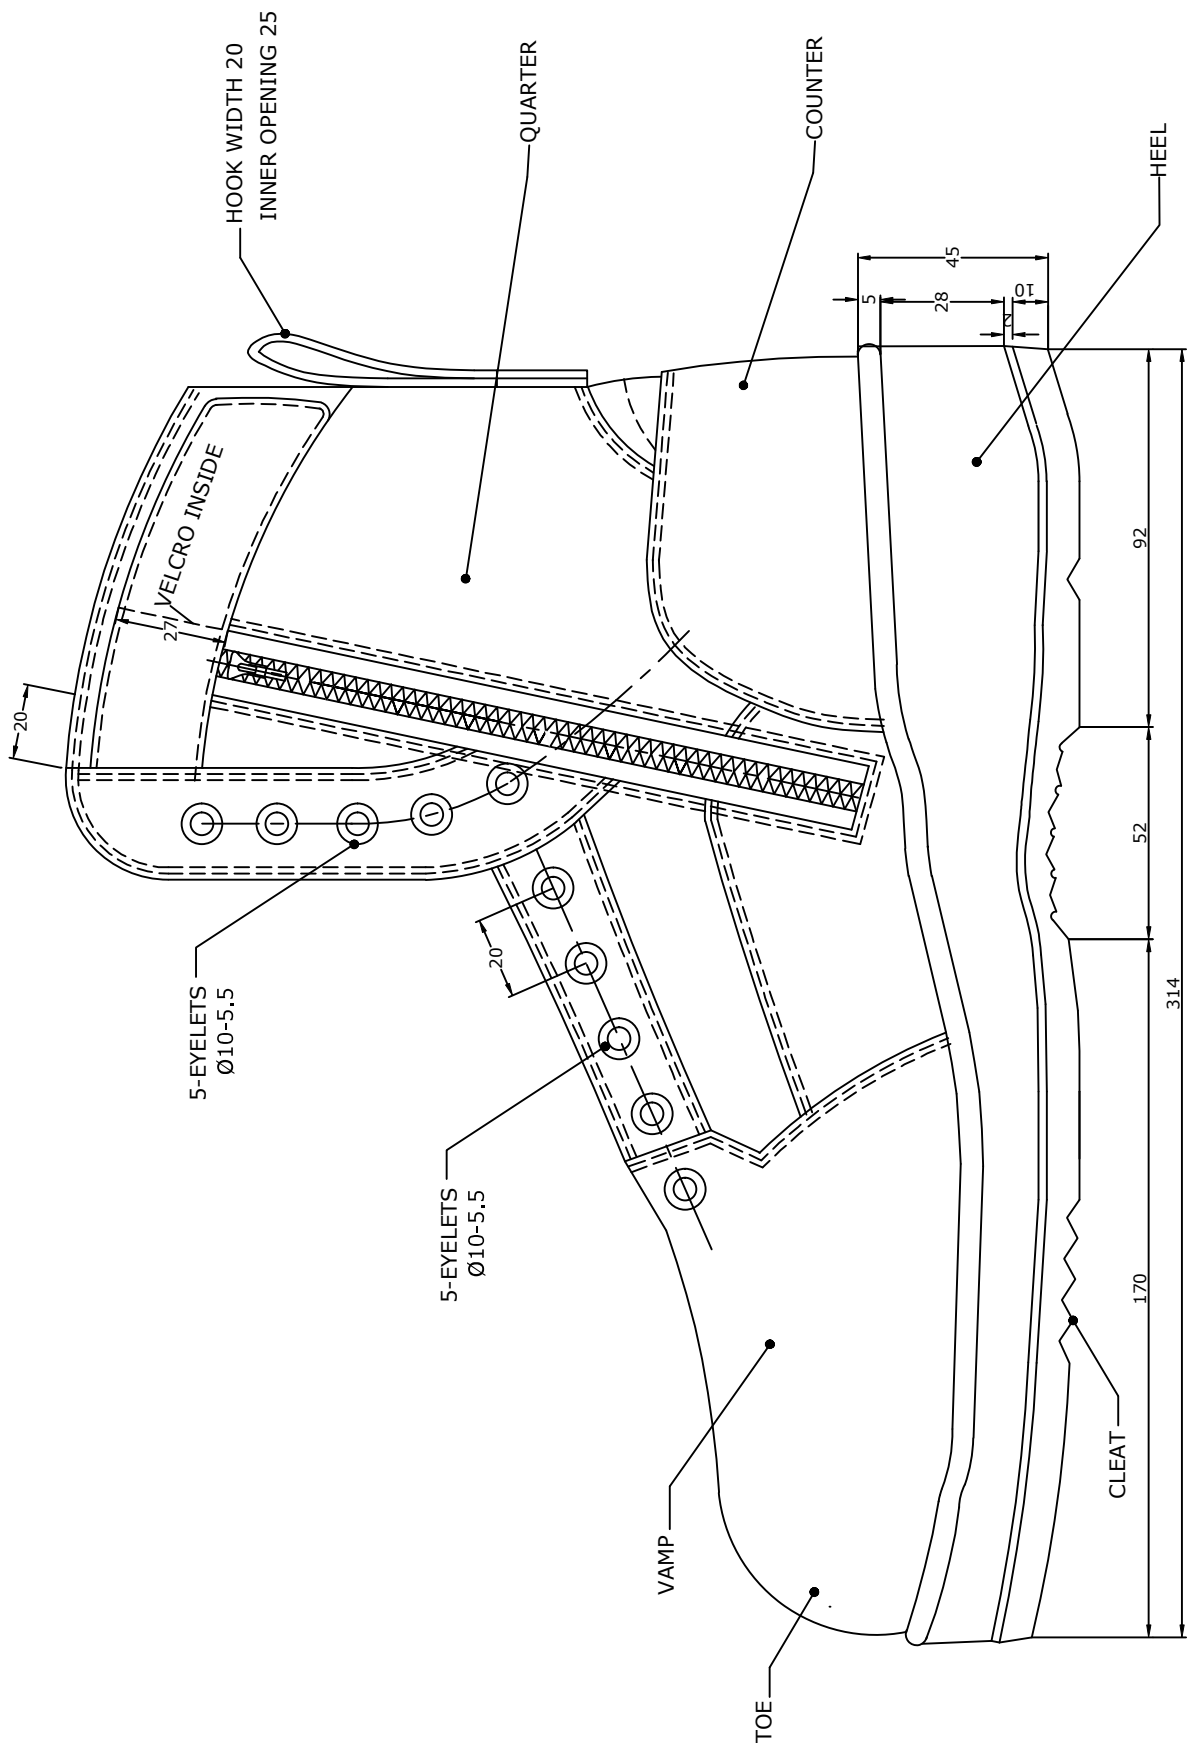 HOOK WIDTH 20
INNER OPENING 25
QUARTER
COUNTER
HEEL
VELCRO INSIDE
27
20
5-EYELETS
Ø10-5.5
20
5-EYELETS
Ø10-5.5
VAMP
TOE
CLEAT
45
5
28
2
10
92
52
170
314